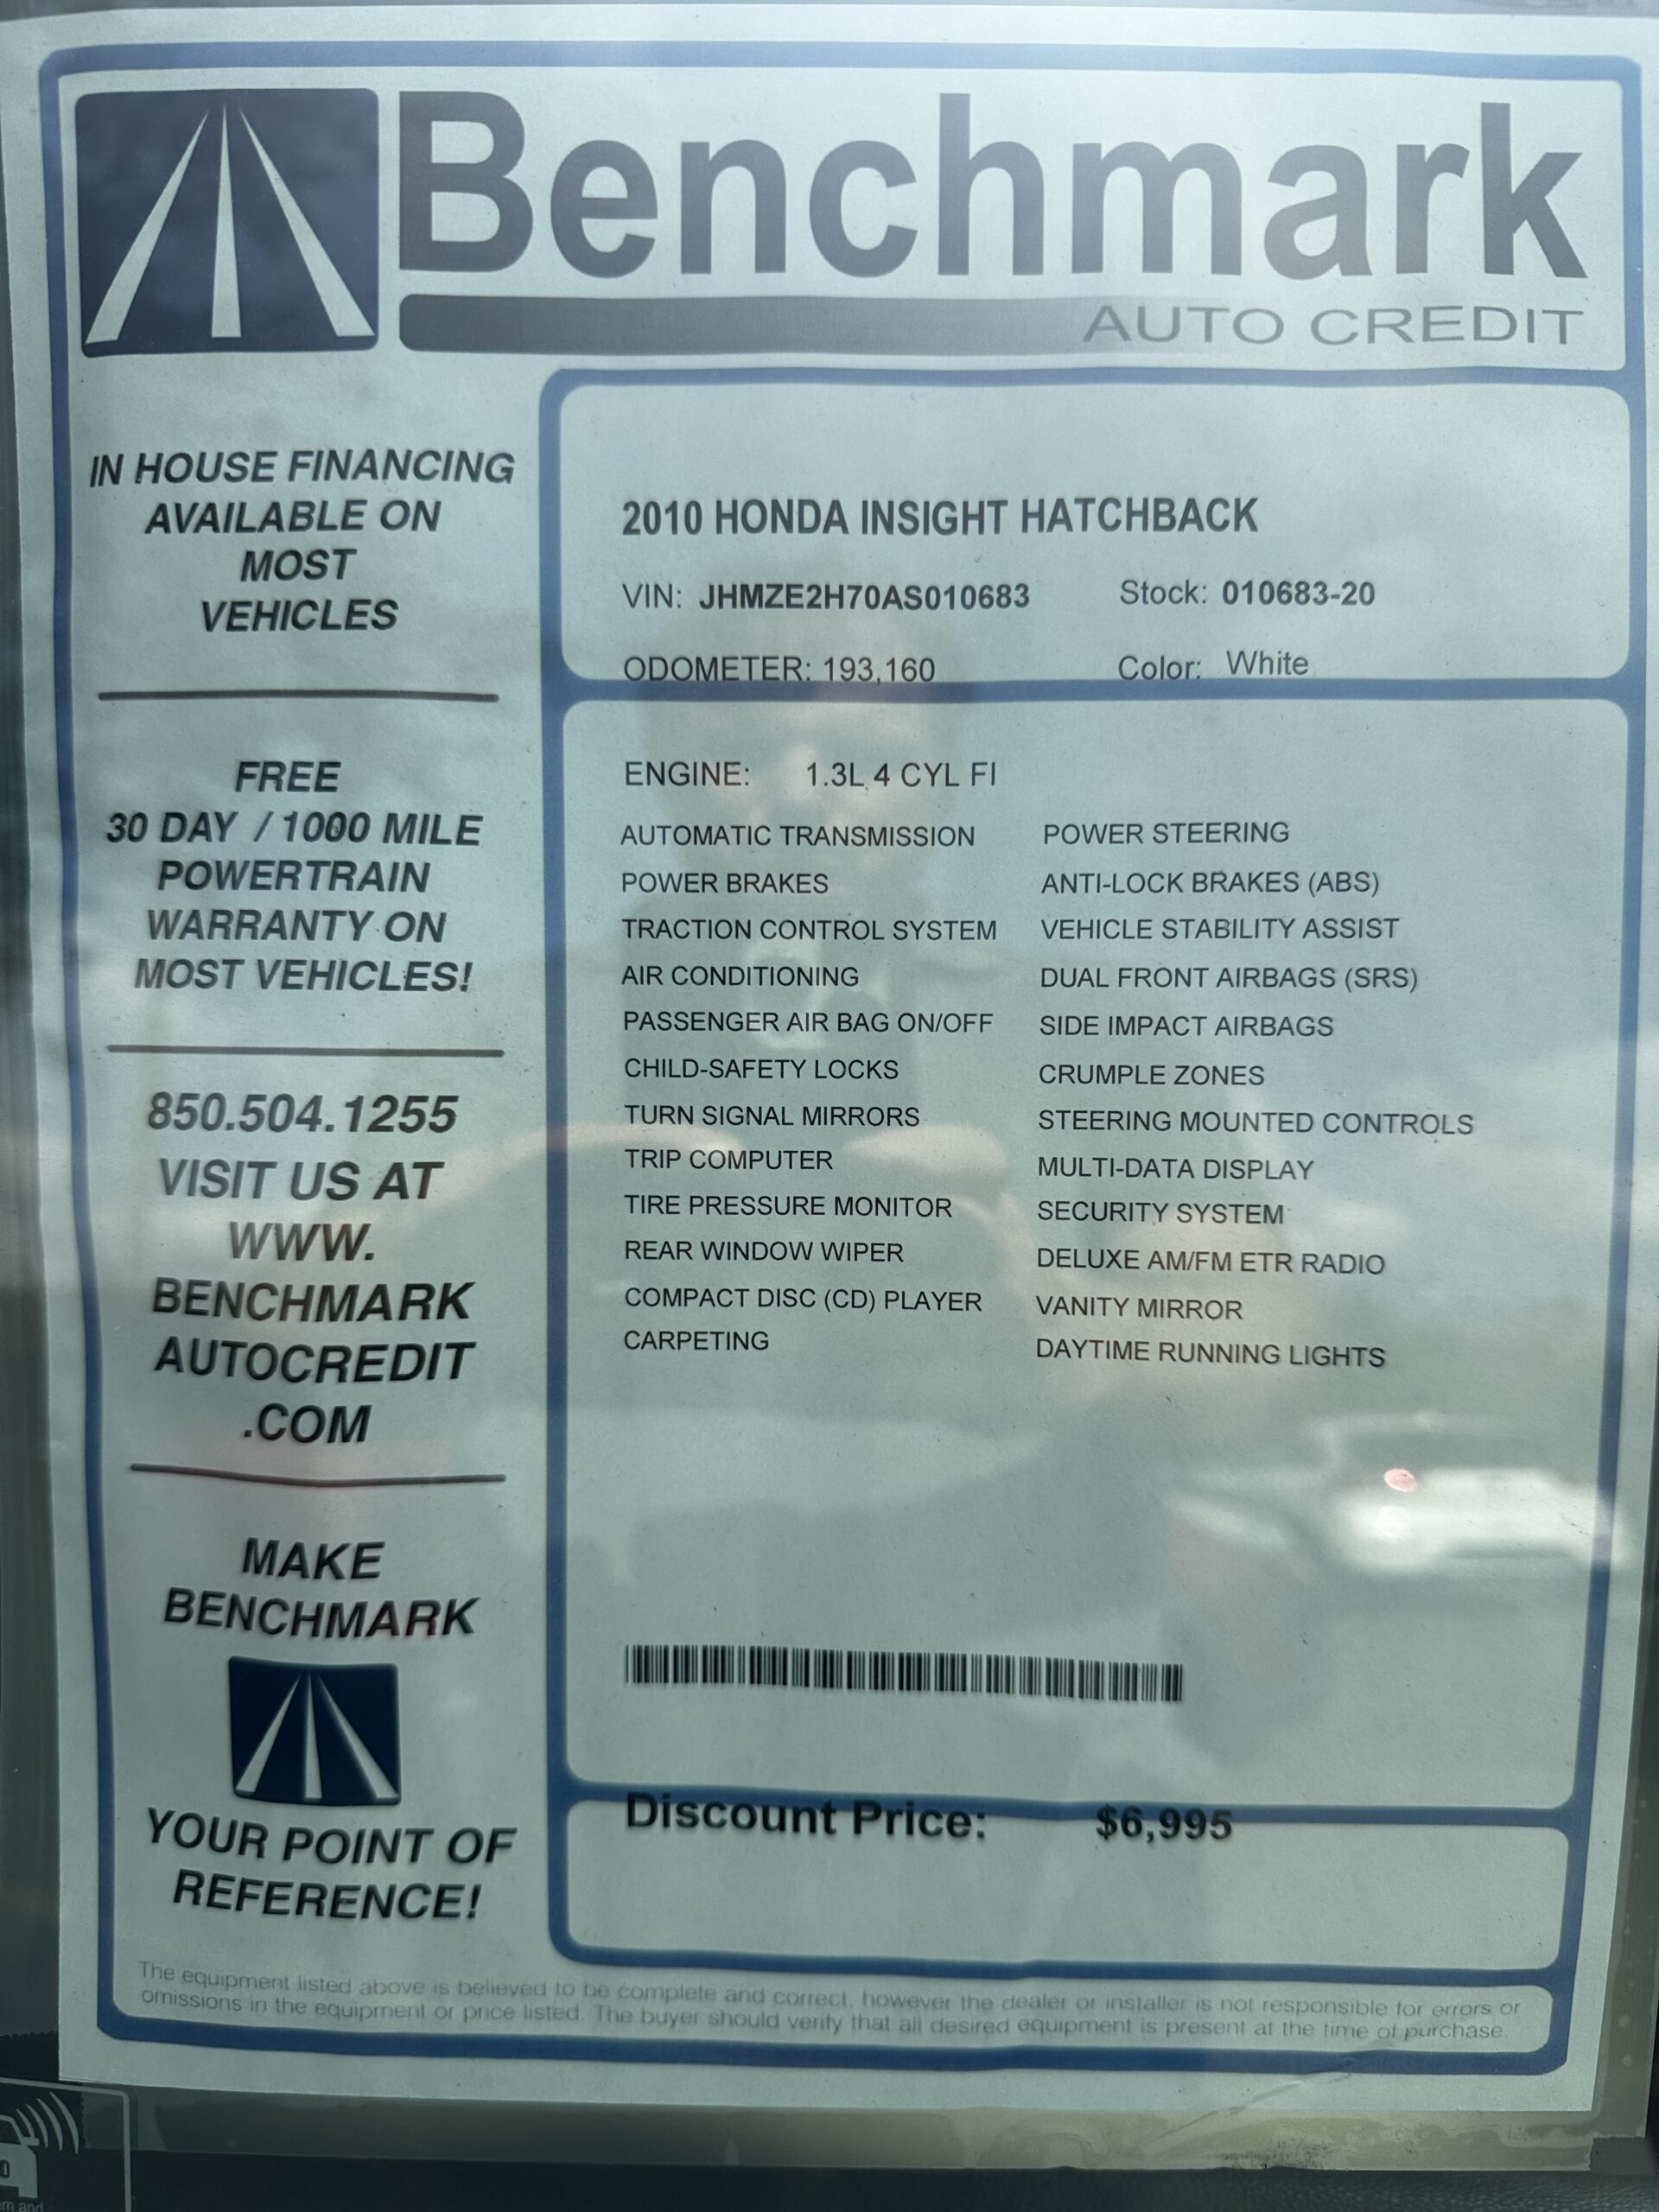 Benchmark
AUTO CREDIT
IN HOUSE FINANCING
AVAILABLE ON
MOST
VEHICLES
FREE
30 DAY / 1000 MILE
POWERTRAIN
WARRANTY ON
MOST VEHICLES!
850.504.1255
VISIT US AT
WWW.
BENCHMARK
AUTOCREDIT
.COM
MAKE
BENCHMARK
YOUR POINT OF
REFERENCE!
2010 HONDA INSIGHT HATCHBACK
VIN: JHMZE2H70AS010683 Stock: 010683-20
ODOMETER: 193,160 Color: White
ENGINE: 1.3L 4 CYL FI
AUTOMATIC TRANSMISSION POWER STEERING
POWER BRAKES ANTI-LOCK BRAKES (ABS)
TRACTION CONTROL SYSTEM VEHICLE STABILITY ASSIST
AIR CONDITIONING DUAL FRONT AIRBAGS (SRS)
PASSENGER AIR BAG ON/OFF SIDE IMPACT AIRBAGS
CHILD-SAFETY LOCKS CRUMPLE ZONES
TURN SIGNAL MIRRORS STEERING MOUNTED CONTROLS
TRIP COMPUTER MULTI-DATA DISPLAY
TIRE PRESSURE MONITOR SECURITY SYSTEM
REAR WINDOW WIPER DELUXE AM/FM ETR RADIO
COMPACT DISC (CD) PLAYER VANITY MIRROR
CARPETING DAYTIME RUNNING LIGHTS
Discount Price: $6,995
The equipment listed above is believed to be complete and correct, however the dealer or installer is not responsible for errors or
omissions in the equipment or price listed. The buyer should verify that all desired equipment is present at the time of purchase.